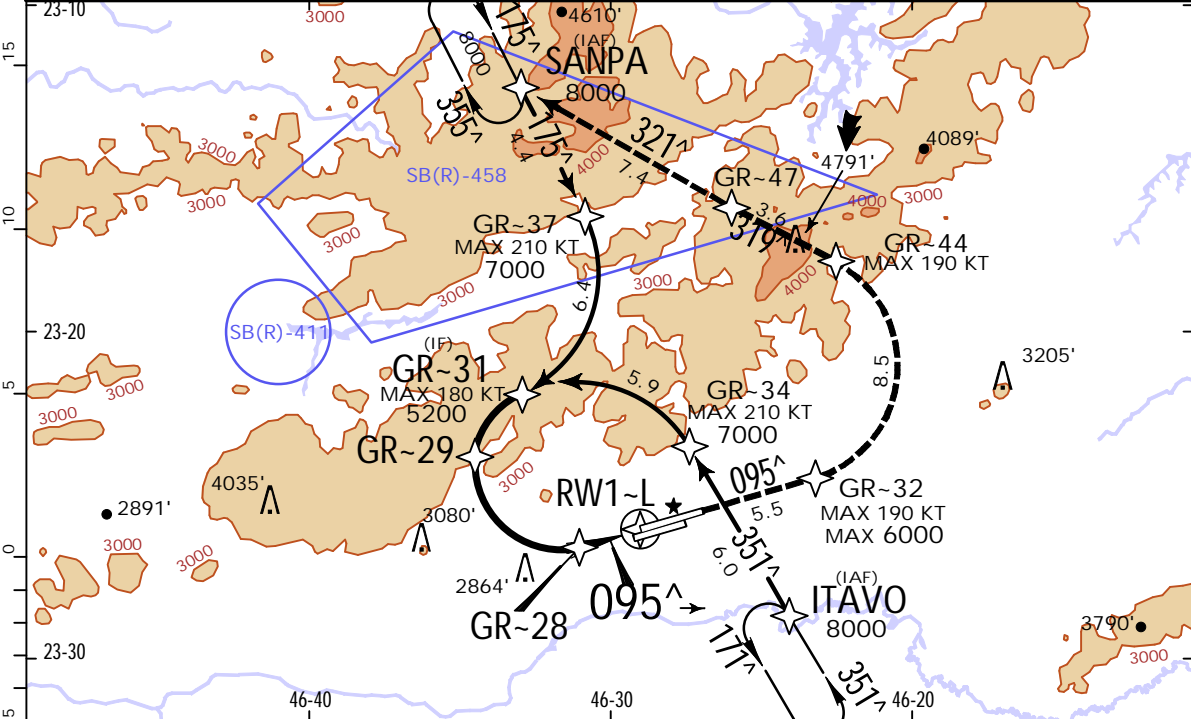 23-10
3000
175^
4610'
(IAF)
SANPA
8000
8000
355^
175^
4.4
321^
7.4
4000
15
3000
3000
SB(R)-458
GR~47
3.6
319^
4791'
4089'
4000
3000
10
GR~37
MAX 210 KT
7000
3000
GR~44
MAX 190 KT
4000
3000
3000
6.4
SB(R)-411
23-20
(IF)
GR~31
MAX 180 KT
5200
5.9
GR~34
MAX 210 KT
7000
8.5
3205'
5
3000
3000
GR~29
3000
4035'
2891'
3080'
RW1~L
095^
5.5
GR~32
MAX 190 KT
MAX 6000
3000
3000
0
2864'
GR~28
095^
351^
6.0
(IAF)
ITAVO
8000
171^
351^
3790'
3000
23-30
5
46-40
46-30
46-20